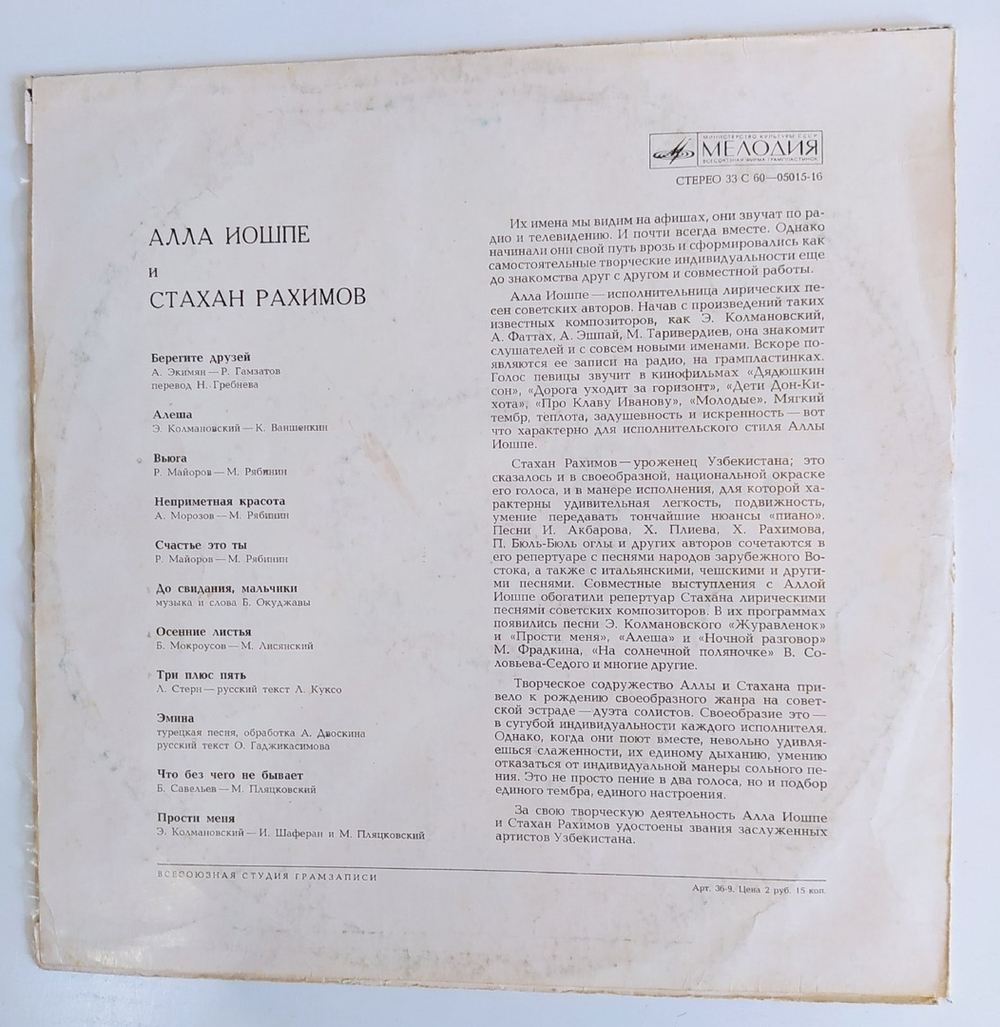 МИНИСТЕРСТВО КУЛЬТУРЫ СССР
МЕЛОДИЯ
ВСЕСОЮЗНАЯ ФИРМА ГРАМПЛАСТИНОК
СТЕРЕО 33 С 60—05015-16
АЛЛА ИОШПЕ
И
СТАХАН РАХИМОВ
Берегите друзей
А. Экимян — Р. Гамзатов
перевод Н. Гребнева
Алеша
Э. Колмановский — К. Ваншенкин
Вьюга
Р. Майоров — М. Рябинин
Неприметная красота
А. Морозов — М. Рябинин
Счастье это ты
Р. Майоров — М. Рябинин
До свидания, мальчики
музыка и слова Б. Окуджавы
Осенние листья
Б. Мокроусов — М. Лисянский
Три плюс пять
Л. Стерн — русский текст Л. Куксо
Эмина
турецкая песня, обработка А. Двоскина
русский текст О. Гаджикасимова
Что без чего не бывает
Б. Савельев — М. Пляцковский
Прости меня
Э. Колмановский — И. Шаферан и М. Пляцковский
Их имена мы видим на афишах, они звучат по ра-
дио и телевидению. И почти всегда вместе. Однако
начинали они свой путь врозь и сформировались как
самостоятельные творческие индивидуальности еще
до знакомства друг с другом и совместной работы.
Алла Иошпе — исполнительница лирических пе-
сен советских авторов. Начав с произведений таких
известных композиторов, как Э. Колмановский,
А. Фаттах, А. Эшпай, М. Таривердиев, она знакомит
слушателей и с совсем новыми именами. Вскоре по-
являются ее записи на радио, на грампластинках.
Голос певицы звучит в кинофильмах «Дядюшкин
сон», «Дорога уходит за горизонт», «Дети Дон-Ки-
хота», «Про Клаву Иванову», «Молодые». Мягкий
тембр, теплота, задушевность и искренность — вот
что характерно для исполнительского стиля Аллы
Иошпе.
Стахан Рахимов — уроженец Узбекистана; это
сказалось и в своеобразной, национальной окраске
его голоса, и в манере исполнения, для которой ха-
рактерны удивительная легкость, подвижность,
умение передавать тончайшие нюансы «пиано».
Песни И. Акбарова, Х. Плиева, Х. Рахимова,
П. Бюль-Бюль оглы и других авторов сочетаются в
его репертуаре с песнями народов зарубежного Во-
стока, а также с итальянскими, чешскими и други-
ми песнями. Совместные выступления с Аллой
Иошпе обогатили репертуар Стахана лирическими
песнями советских композиторов. В их программах
появились песни Э. Колмановского «Журавленок»
и «Прости меня», «Алеша» и «Ночной разговор»
М. Фрадкина, «На солнечной поляночке» В. Со-
ловьева-Седого и многие другие.
Творческое содружество Аллы и Стахана при-
вело к рождению своеобразного жанра на совет-
ской эстраде — дуэта солистов. Своеобразие это —
в сугубой индивидуальности каждого исполнителя.
Однако, когда они поют вместе, невольно удивля-
ешься слаженности, их единому дыханию, умению
отказаться от индивидуальной манеры сольного пе-
ния. Это не просто пение в два голоса, но и подбор
единого тембра, единого настроения.
За свою творческую деятельность Алла Иошпе
и Стахан Рахимов удостоены звания заслуженных
артистов Узбекистана.
ВСЕСОЮЗНАЯ СТУДИЯ ГРАМЗАПИСИ
Арт. 36-9. Цена 2 руб. 15 коп.